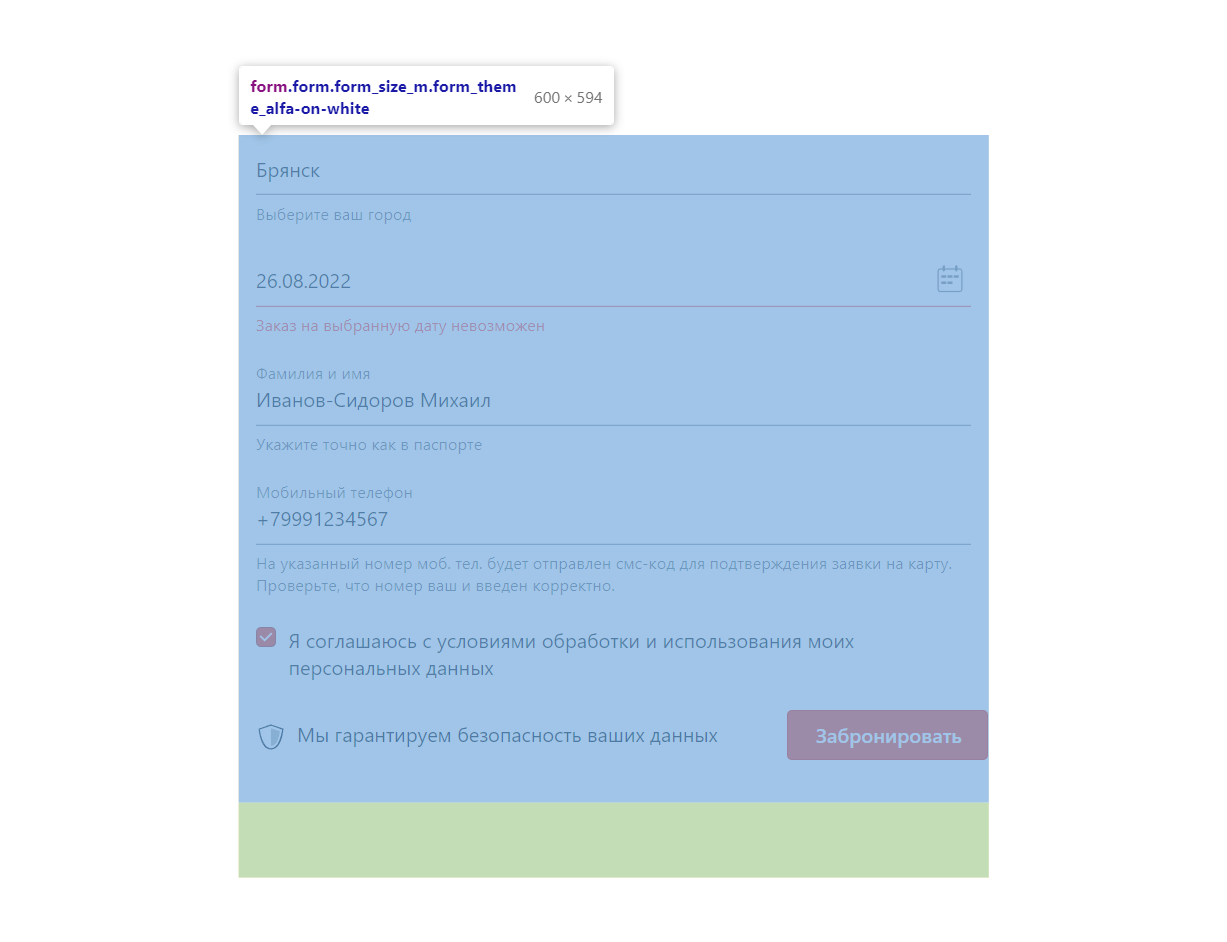 form.form.form_size_m.form_them
e_alfa-on-white
600 × 594
Брянск
Выберите ваш город
26.08.2022
Заказ на выбранную дату невозможен
Фамилия и имя
Иванов-Сидоров Михаил
Укажите точно как в паспорте
Мобильный телефон
+79991234567
На указанный номер моб. тел. будет отправлен смс-код для подтверждения заявки на карту.
Проверьте, что номер ваш и введен корректно.
Я соглашаюсь с условиями обработки и использования моих
персональных данных
Мы гарантируем безопасность ваших данных
Забронировать